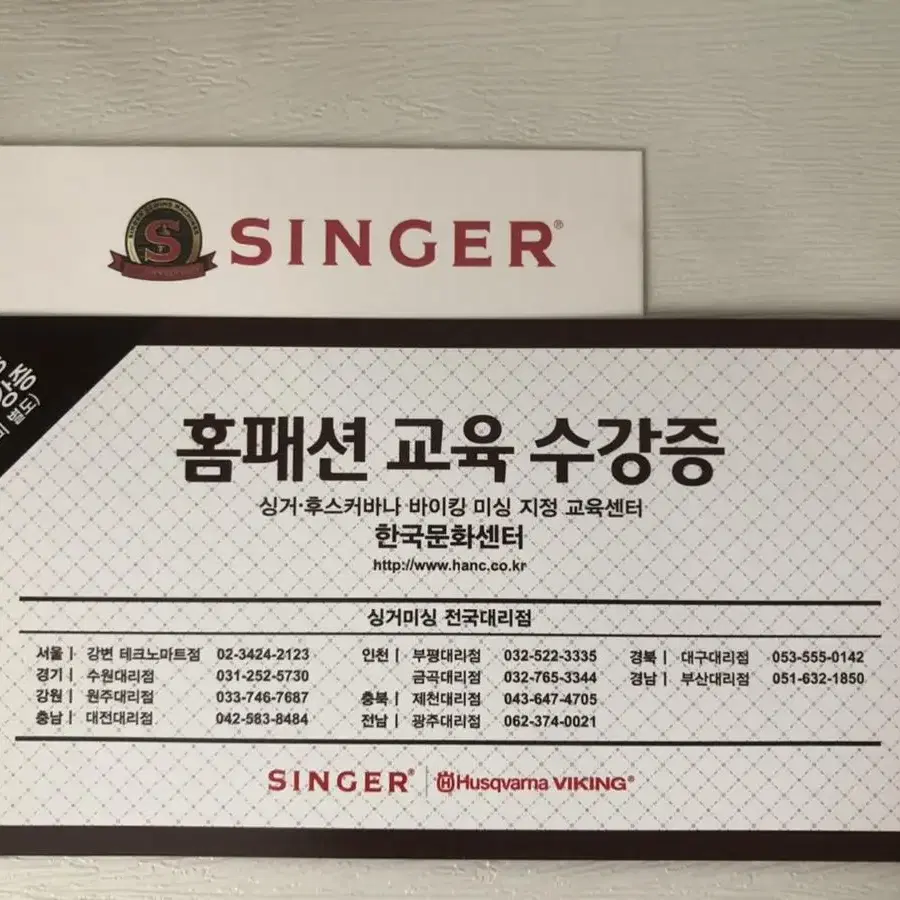 SINGER®
홈패션 교육 수강증
싱거·후스커바나 바이킹 미싱 지정 교육센터
한국문화센터
http://www.hanc.co.kr
싱거미싱 전국대리점
서울 | 강변 테크노마트점 02-3424-2123
경기 | 수원대리점 031-252-5730
강원 | 원주대리점 033-746-7687
충남 | 대전대리점 042-583-8484
인천 | 부평대리점 032-522-3335
금곡대리점 032-765-3344
충북 | 제천대리점 043-647-4705
전남 | 광주대리점 062-374-0021
경북 | 대구대리점 053-555-0142
경남 | 부산대리점 051-632-1850
SINGER® | Husqvarna VIKING®